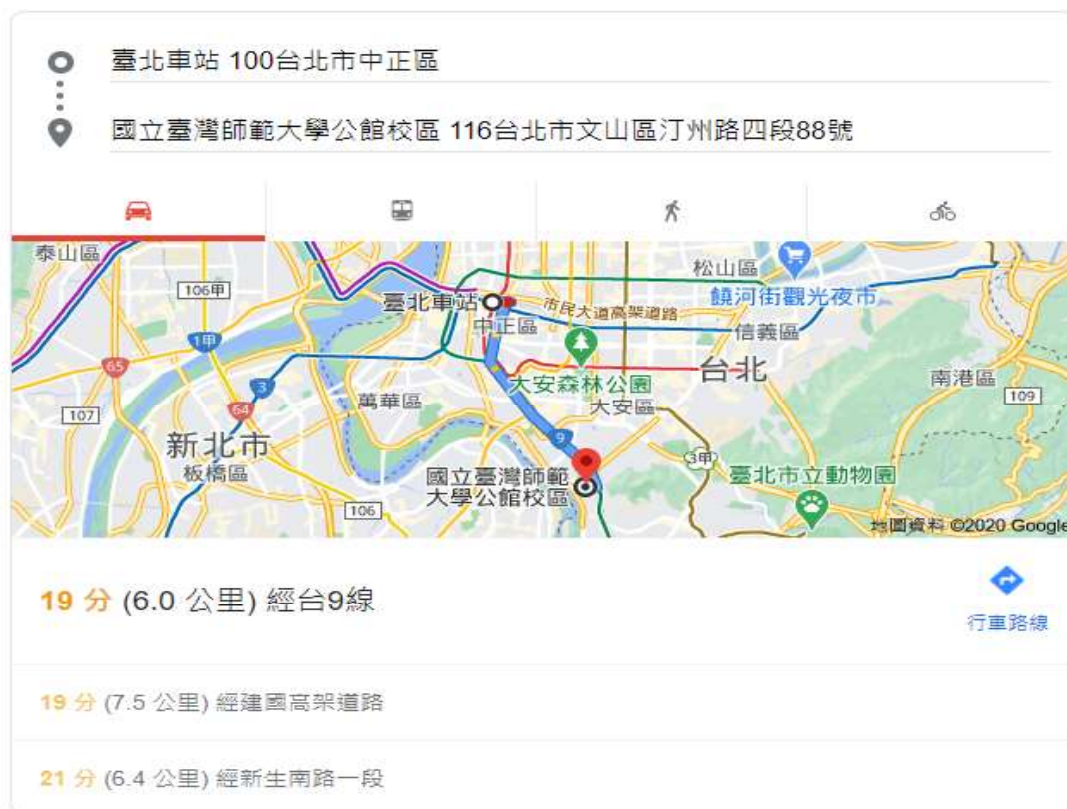 臺北車站 100台北市中正區
國立臺灣師範大學公館校區 116台北市文山區汀州路四段88號
泰山區
106甲
松山區
臺北車站
市民大道高架道路
饒河街觀光夜市
中正區
信義區
1甲
65
台北
3
大安森林公園
南港區
萬華區
大安區
109
107
64
新北市
9
3甲
板橋區
國立臺灣師範
大學公館校區
臺北市立動物園
106
地圖資料 ©2020 Google
19 分 (6.0 公里) 經台9線
行車路線
19 分 (7.5 公里) 經建國高架道路
21 分 (6.4 公里) 經新生南路一段